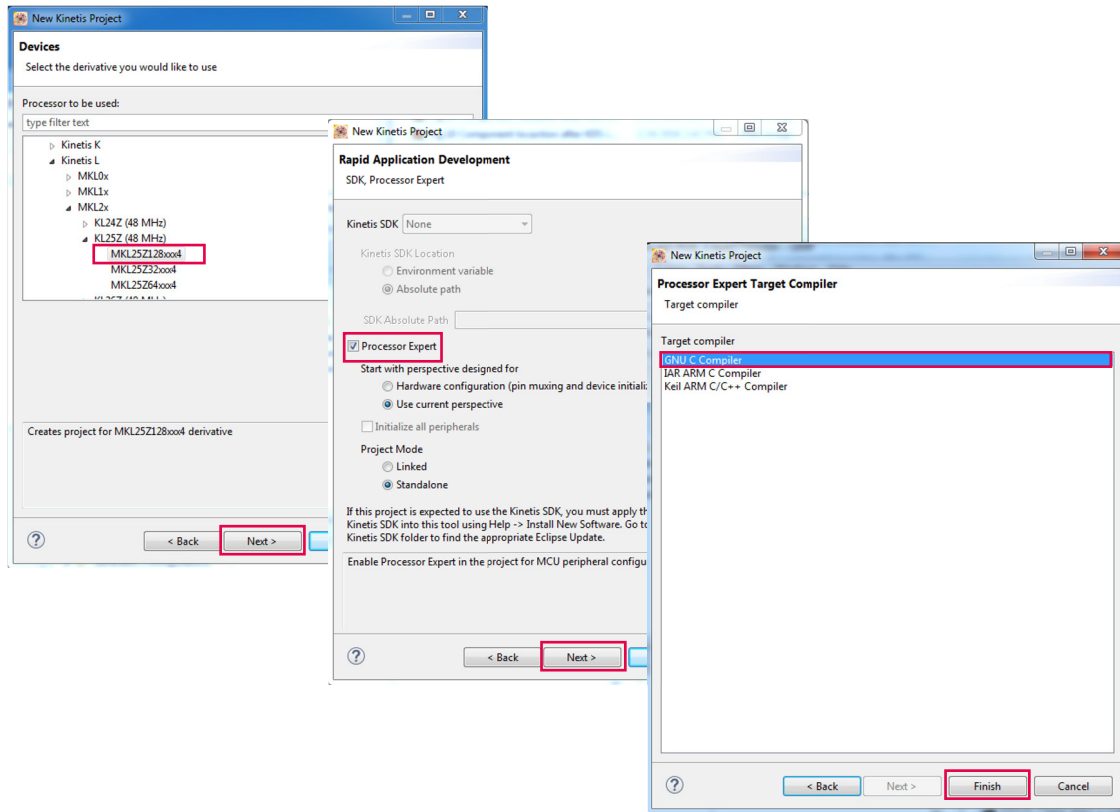 New Kinetis Project
Devices
Select the derivative you would like to use
Processor to be used:
type filter text
Kinetis K
Kinetis L
MKL0x
MKL1x
MKL2x
KL24Z (48 MHz)
KL25Z (48 MHz)
MKL25Z128xxx4
MKL25Z32xxx4
MKL25Z64xxx4
Creates project for MKL25Z128xxx4 derivative
< Back
Next >
New Kinetis Project
Rapid Application Development
SDK, Processor Expert
Kinetis SDK
None
Kinetis SDK Location
Environment variable
Absolute path
SDK Absolute Path
Processor Expert
Start with perspective designed for
Hardware configuration (pin muxing and device
Use current perspective
Initialize all peripherals
Project Mode
Linked
Standalone
If this project is expected to use the Kinetis SDK, you must apply
Kinetis SDK into this tool using Help -> Install New Software. Go
Kinetis SDK folder to find the appropriate Eclipse Update.
Enable Processor Expert in the project for MCU peripheral
< Back
Next >
New Kinetis Project
Processor Expert Target Compiler
Target compiler
Target compiler
GNU C Compiler
IAR ARM C Compiler
Keil ARM C/C++ Compiler
< Back
Next >
Finish
Cancel